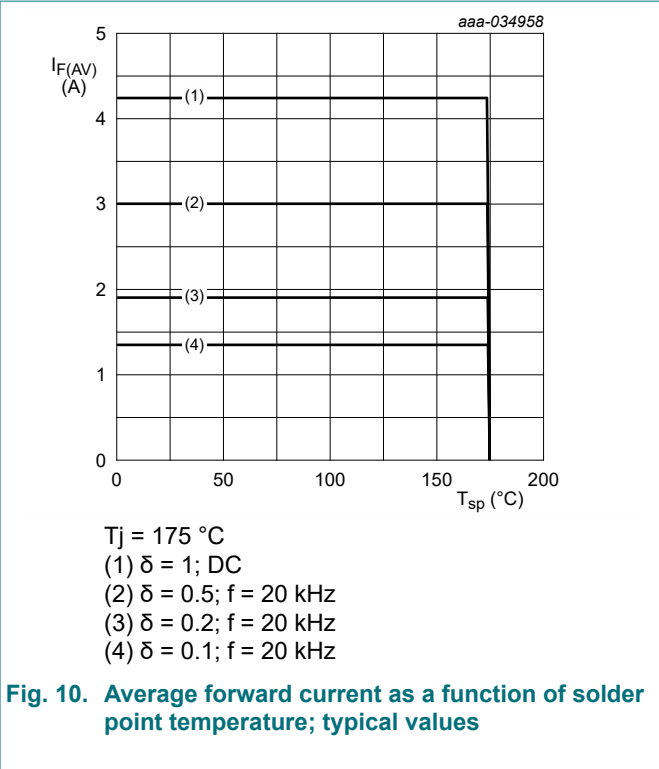 aaa-034958
5
I_F(AV)
(A)
4
3
2
1
0
(1)
(2)
(3)
(4)
0 50 100 150 200
T_sp (°C)
Tj = 175 °C
(1) δ = 1; DC
(2) δ = 0.5; f = 20 kHz
(3) δ = 0.2; f = 20 kHz
(4) δ = 0.1; f = 20 kHz
Fig. 10. Average forward current as a function of solder
point temperature; typical values